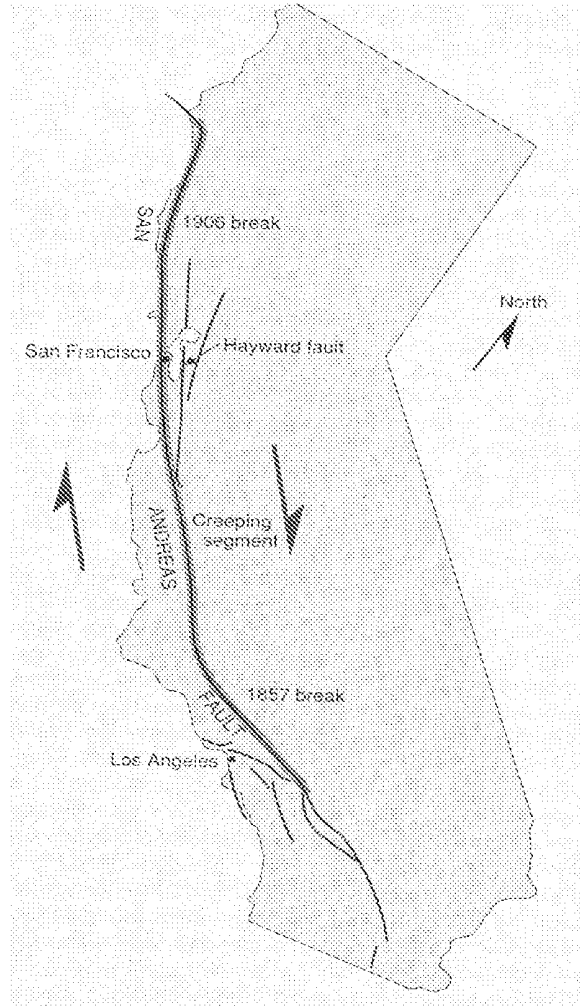 SAN
1906 break
North
San Francisco
Hayward fault
ANDREAS
Creeping
segment
1857 break
FAULT
Los Angeles